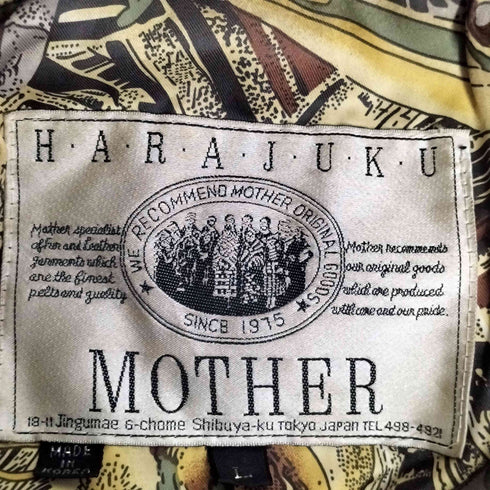 H·A·R·A·J·U·K·U
WE RECOMMEND MOTHER ORIGINAL GOODS
SINCE 1975
Mother specialist
of her and leather
garments which
are the finest
pelts and quality
Mother recommends
our original goods
which are produced
with care and our pride.
MOTHER
18-11 Jingumae 6-chome Shibuya-ku Tokyo Japan TEL 498-4921
MADE
IN
KOREA
L